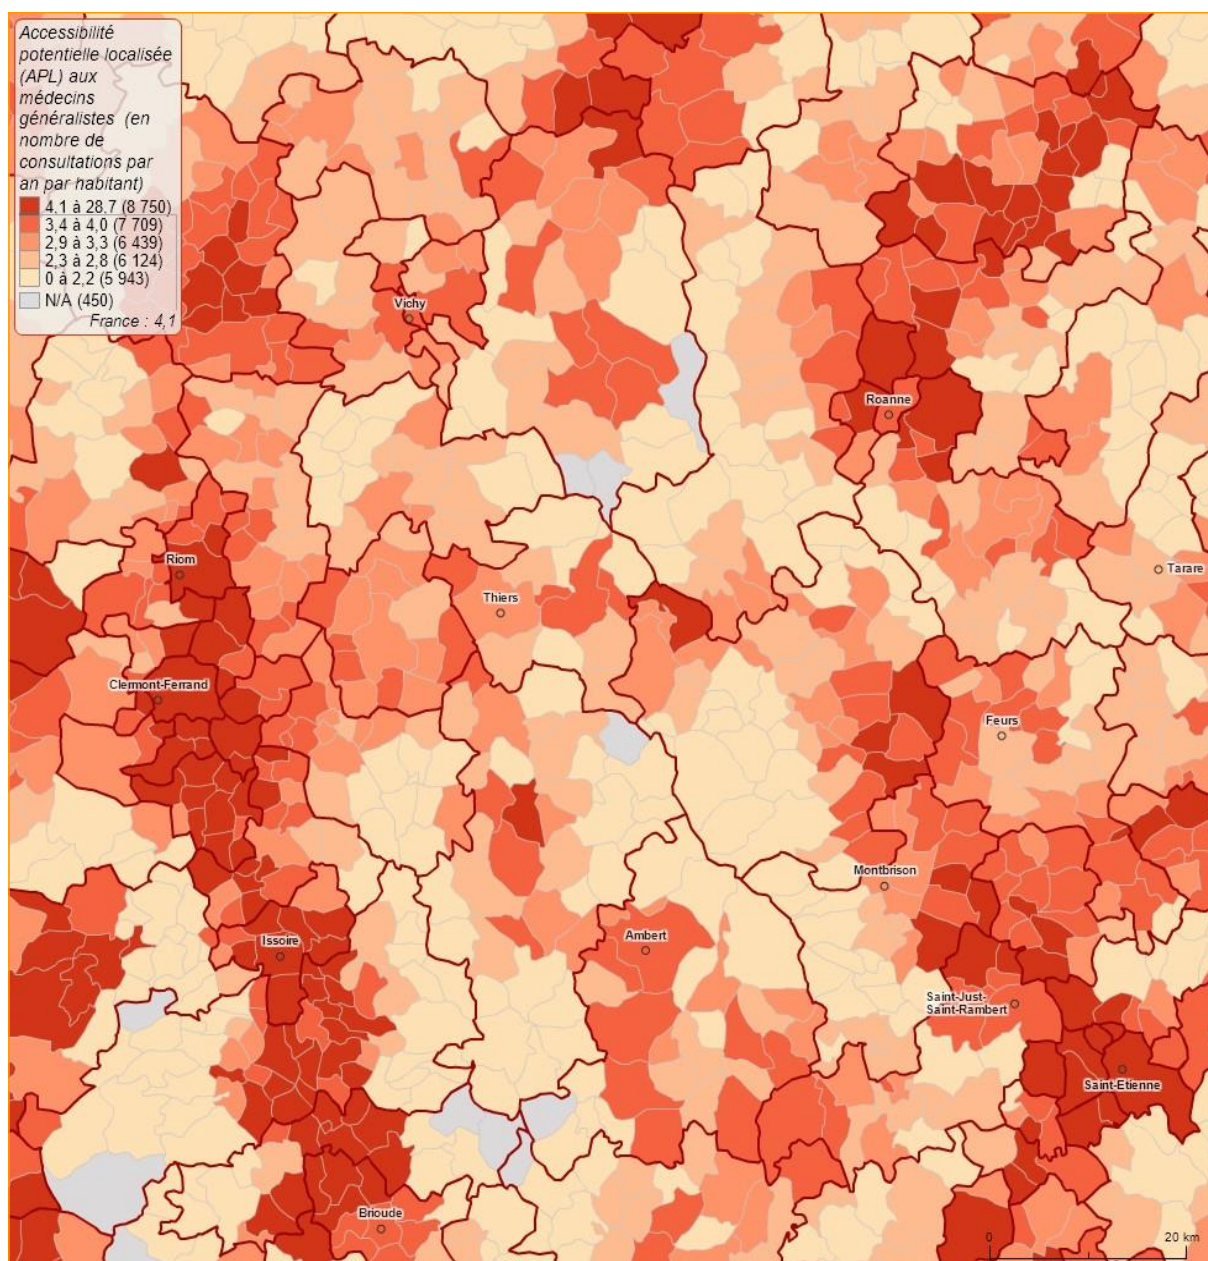 Accessibilité
potentielle localisée
(APL) aux
médecins
généralistes (en
nombre de
consultations par
an par habitant)
4,1 à 28,7 (8 750)
3,4 à 4,0 (7 709)
2,9 à 3,3 (6 439)
2,3 à 2,8 (6 124)
0 à 2,2 (5 943)
N/A (450)
France : 4,1
Vichy
Roanne
Riom
Tarare
Thiers
Clermont-Ferrand
Feurs
Montbrison
Issoire
Ambert
Saint-Just-
Saint-Rambert
Saint-Etienne
Brioude
0 20 km